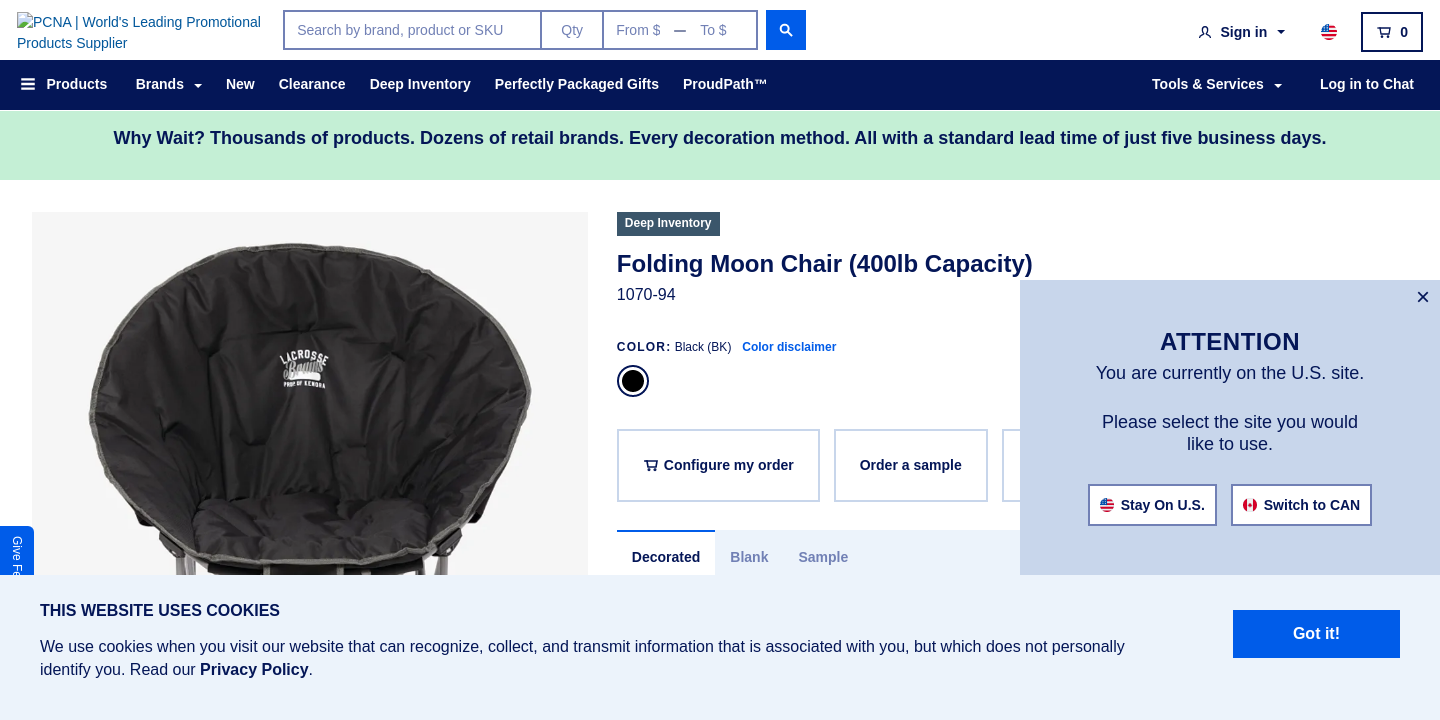 PCNA | World's Leading Promotional
Products Supplier
Search by brand, product or SKU
Qty
From $
To $
Sign in
0
Products
Brands
New
Clearance
Deep Inventory
Perfectly Packaged Gifts
ProudPath™
Tools & Services
Log in to Chat
Why Wait? Thousands of products. Dozens of retail brands. Every decoration method. All with a standard lead time of just five business days.
Deep Inventory
Folding Moon Chair (400lb Capacity)
1070-94
COLOR: Black (BK) Color disclaimer
Configure my order
Order a sample
Decorated
Blank
Sample
LACROSSE
PROP OF KENORA
ATTENTION
You are currently on the U.S. site.
Please select the site you would
like to use.
Stay On U.S.
Switch to CAN
Give
THIS WEBSITE USES COOKIES
We use cookies when you visit our website that can recognize, collect, and transmit information that is associated with you, but which does not personally
identify you. Read our Privacy Policy.
Got it!